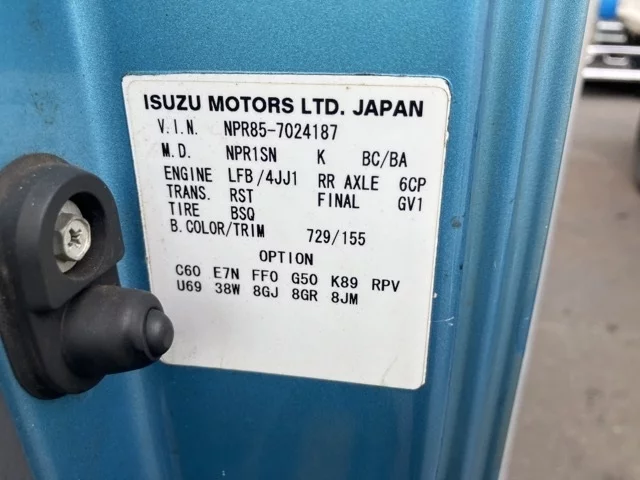 ISUZU MOTORS LTD. JAPAN
V.I.N. NPR85-7024187
M.D. NPR1SN K BC/BA
ENGINE LFB/4JJ1 RR AXLE 6CP
TRANS. RST FINAL GV1
TIRE BSQ
B.COLOR/TRIM 729/155
OPTION
C60 E7N FF0 G50 K89 RPV
U69 38W 8GJ 8GR 8JM